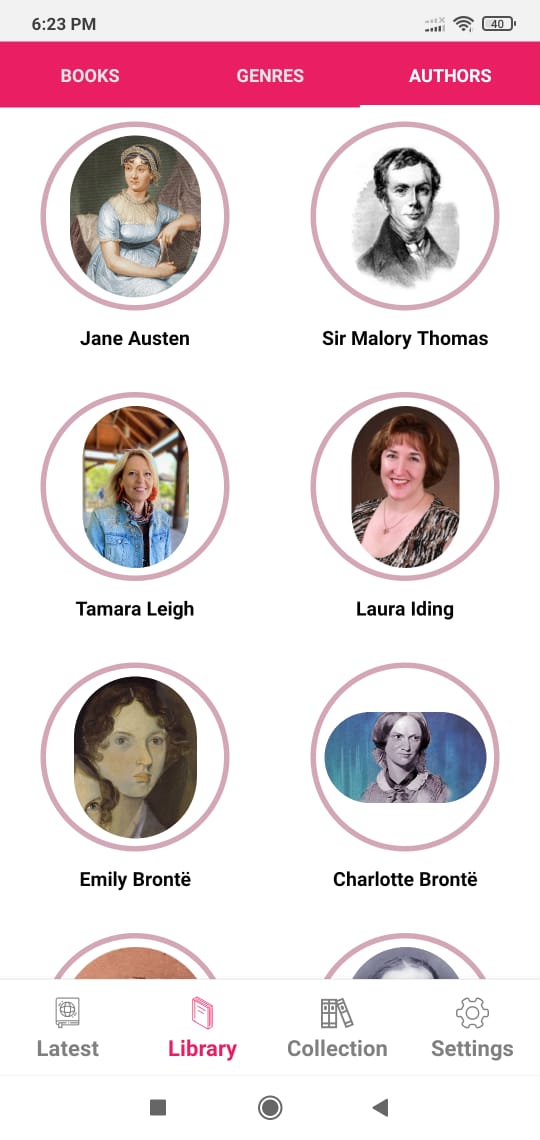 6:23 PM
40
BOOKS GENRES AUTHORS
Jane Austen Sir Malory Thomas
Tamara Leigh Laura Iding
Emily Brontë Charlotte Brontë
Latest Library Collection Settings